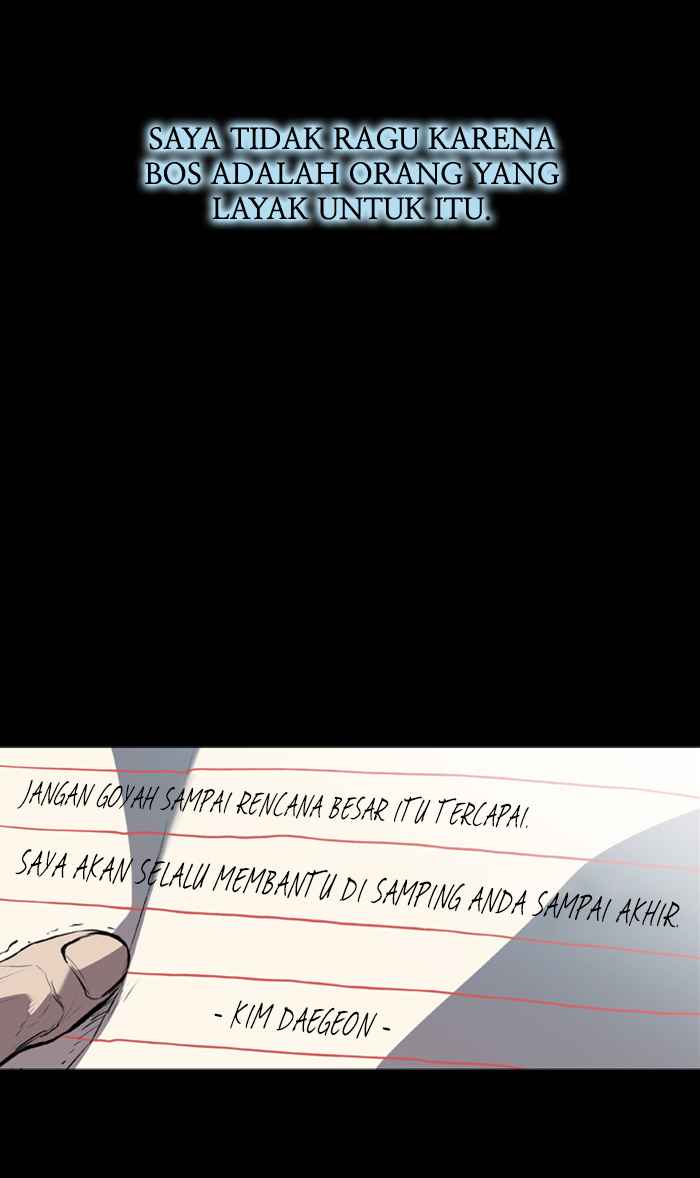 SAYA TIDAK RAGU KARENA
BOS ADALAH ORANG YANG
LAYAK UNTUK ITU.
JANGAN GOYAH SAMPAI RENCANA BESAR ITU TERCAPAI.
SAYA AKAN SELALU MEMBANTU DI SAMPING ANDA SAMPAI AKHIR.
- KIM DAEGEON -